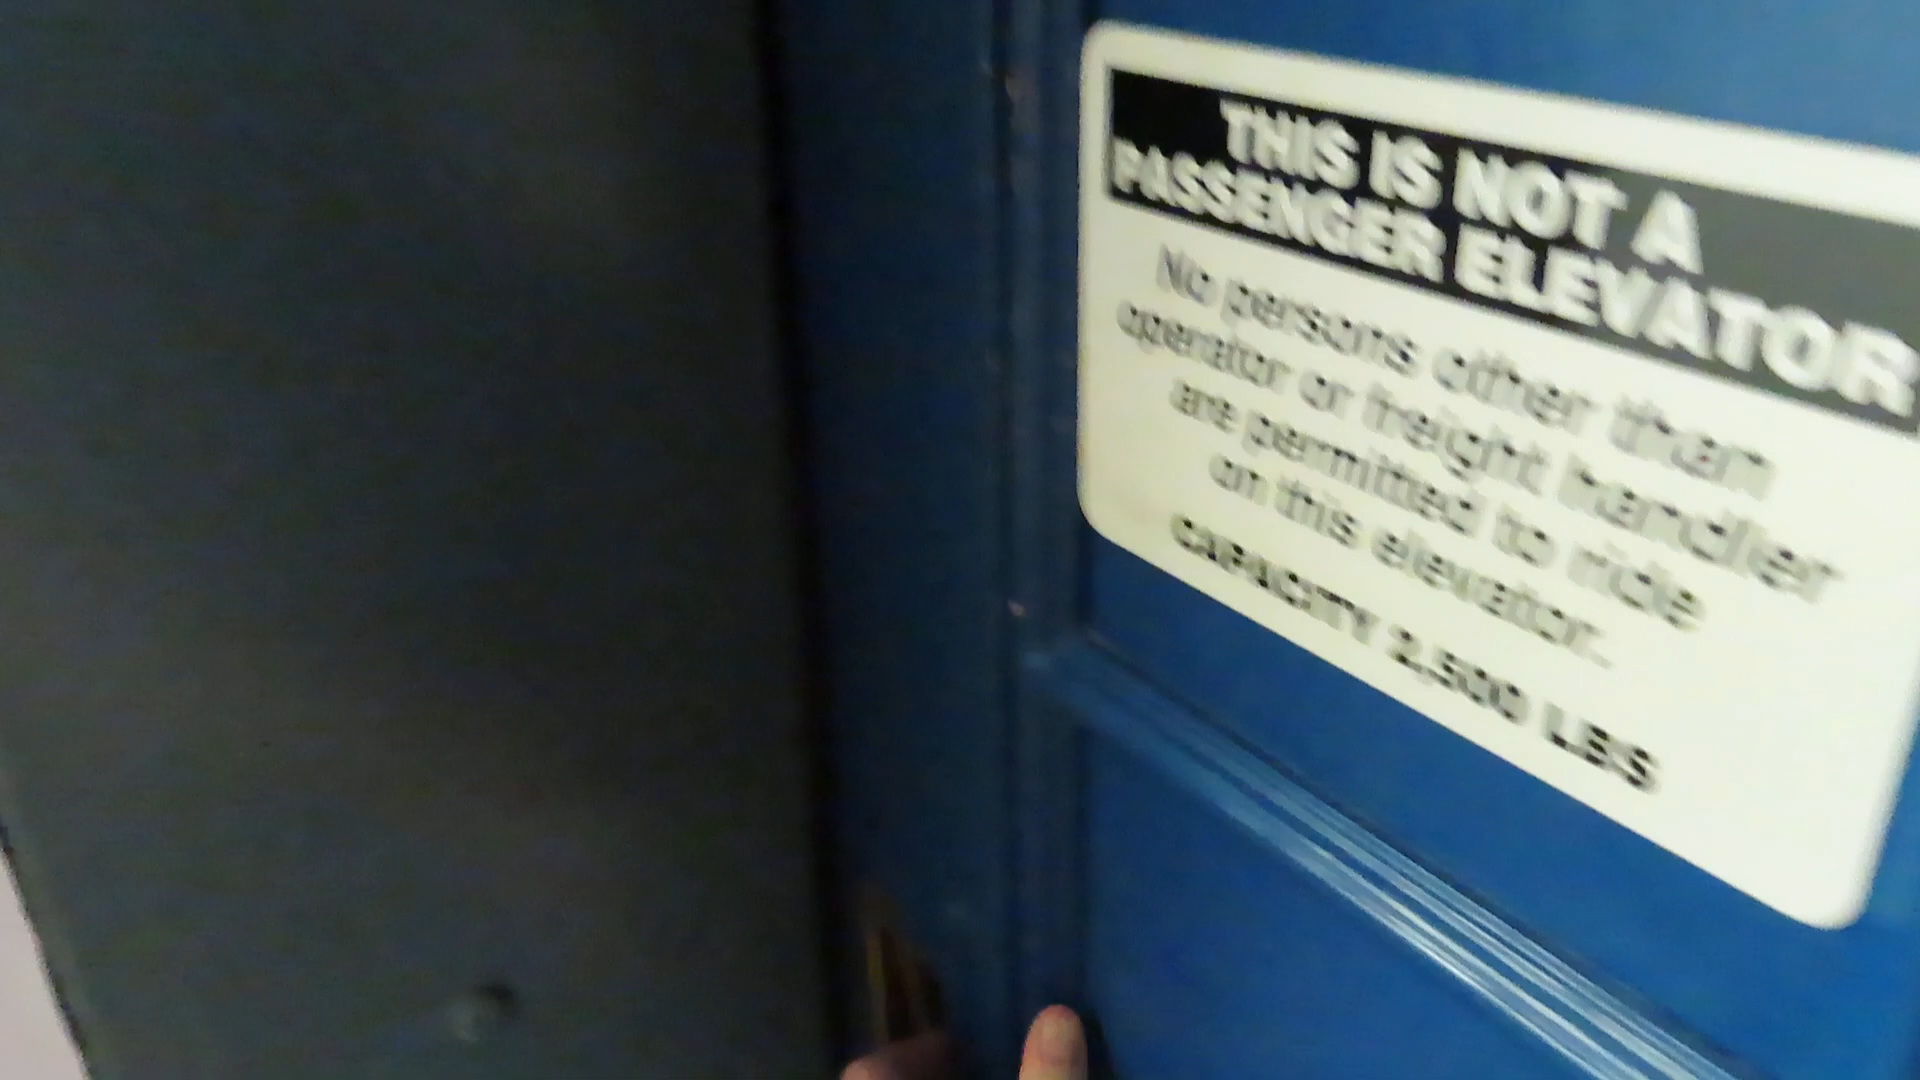 THIS IS NOT A
PASSENGER ELEVATOR
No persons other than
operator or freight handler
are permitted to ride
on this elevator.
CAPACITY 2,500 LBS